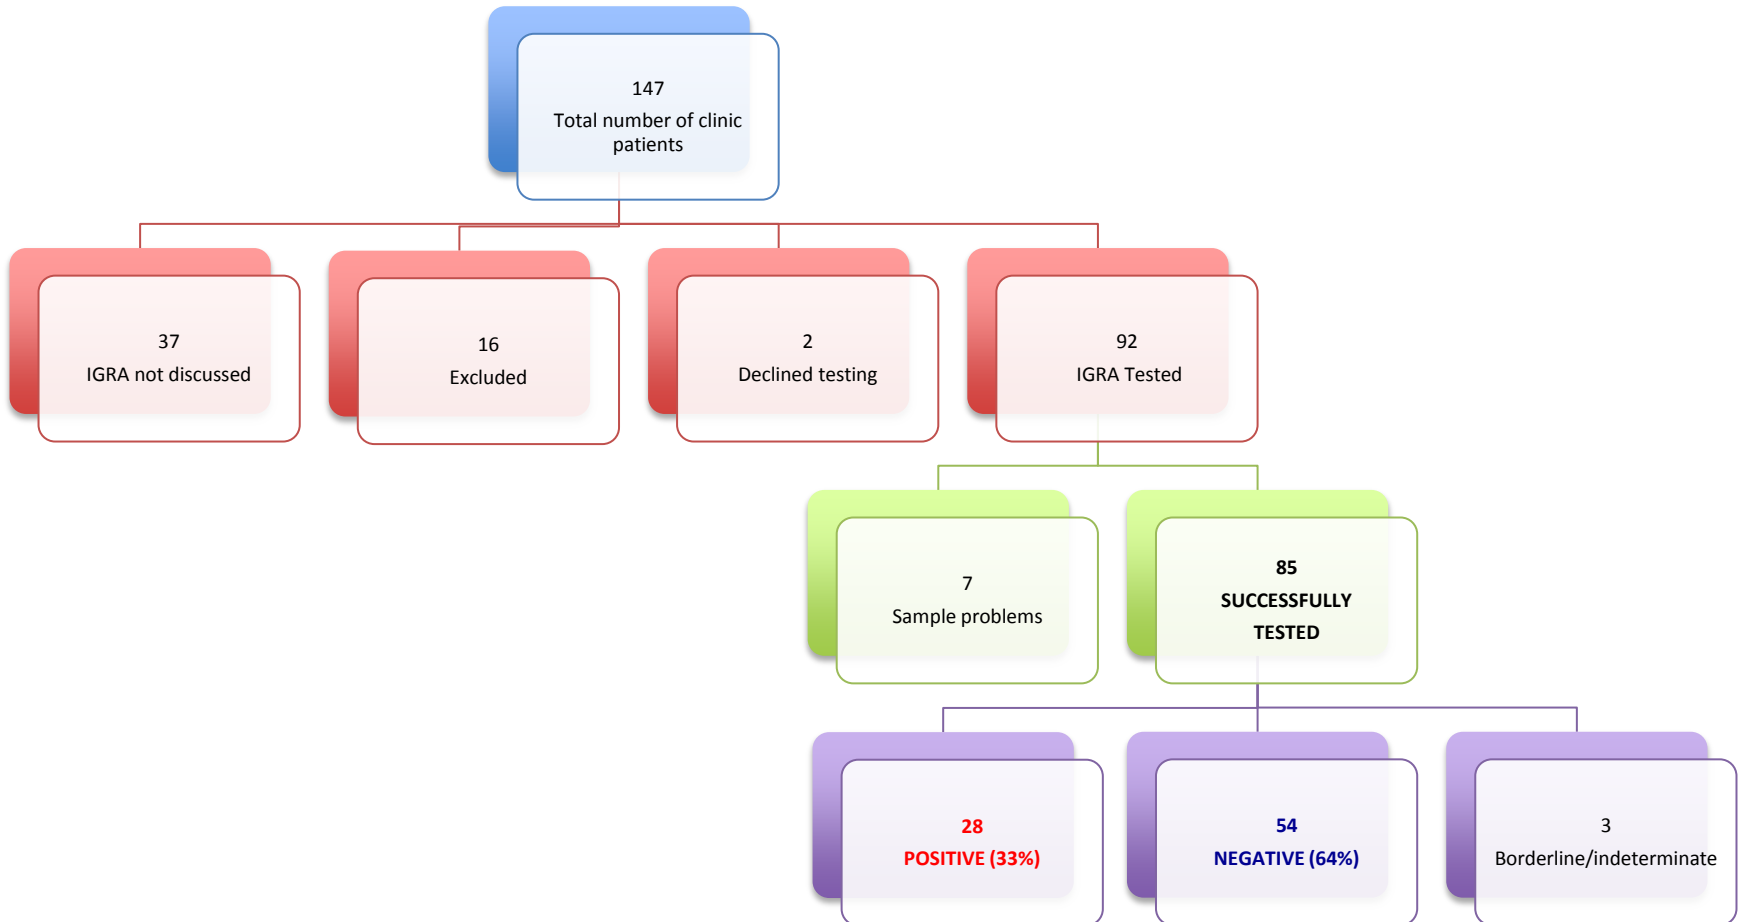 147
Total number of clinic
patients
37
IGRA not discussed
16
Excluded
2
Declined testing
92
IGRA Tested
7
Sample problems
85
SUCCESSFULLY
TESTED
28
POSITIVE (33%)
54
NEGATIVE (64%)
3
Borderline/indeterminate